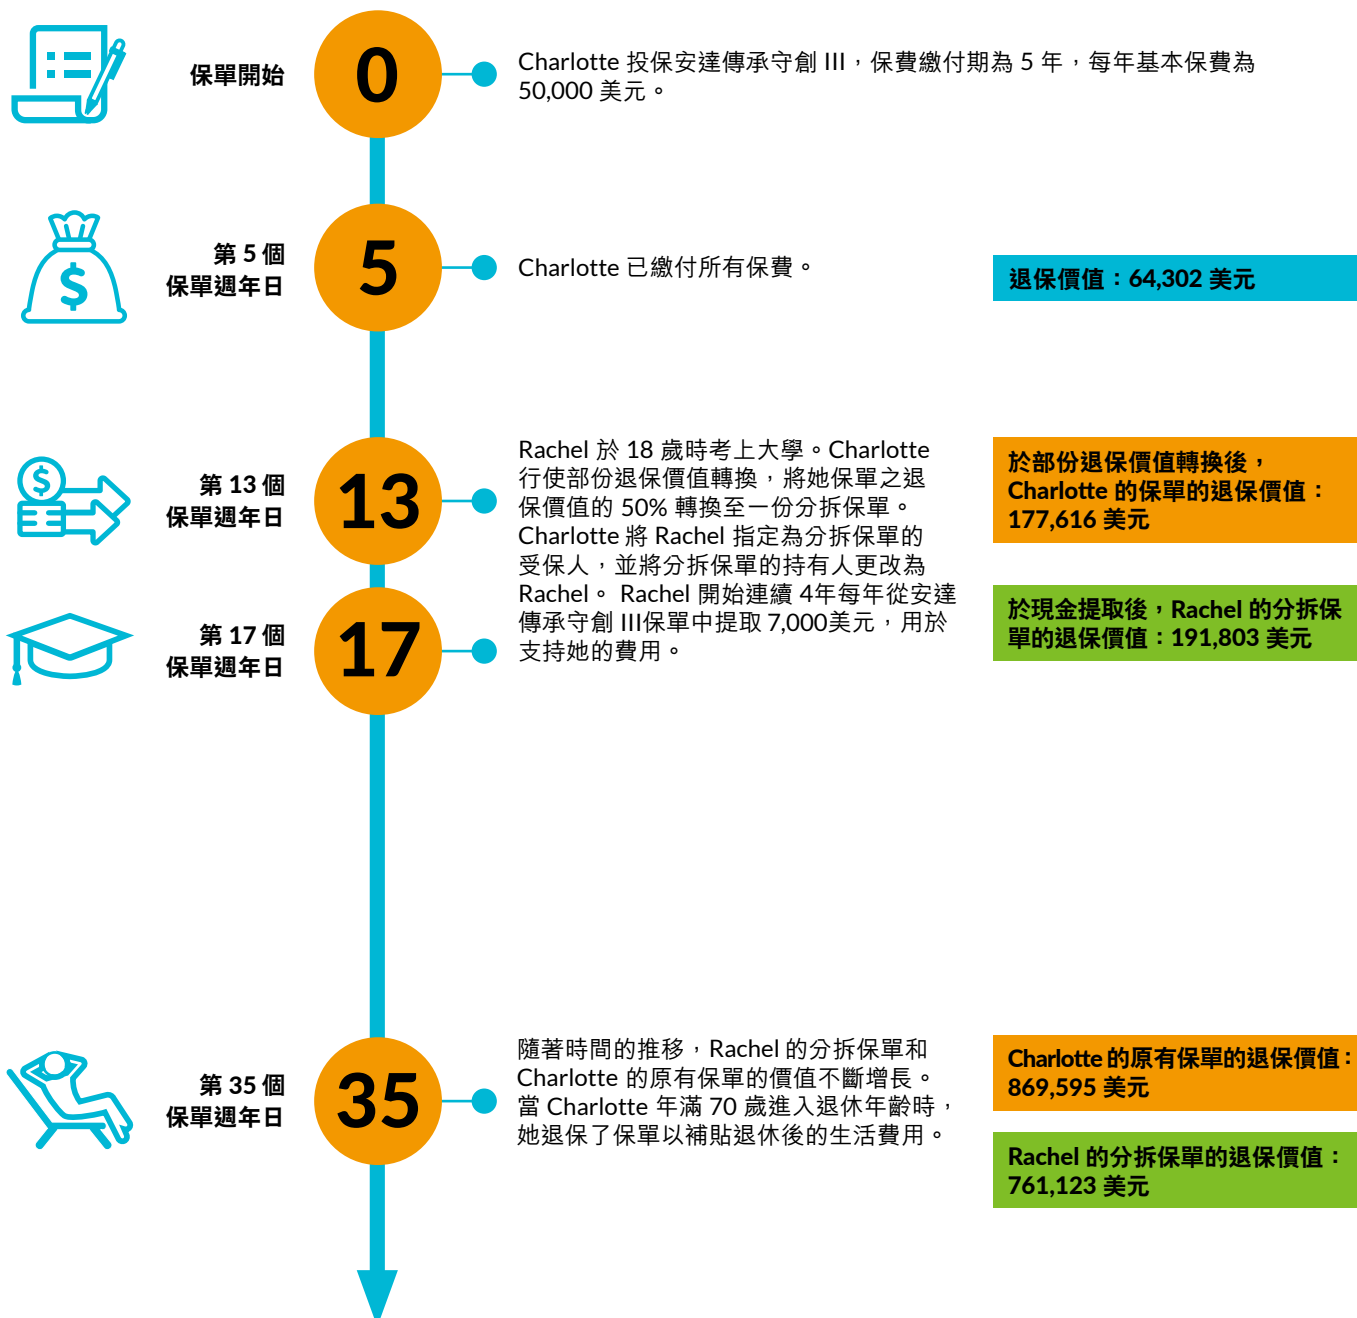 保單開始
0
Charlotte 投保安達傳承守創 III，保費繳付期為 5 年，每年基本保費為
50,000 美元。
$
第 5 個
保單週年日
5
Charlotte 已繳付所有保費。
退保價值：64,302 美元
$
第 13 個
保單週年日
13
第 17 個
保單週年日
17
Rachel 於 18 歲時考上大學。Charlotte
行使部份退保價值轉換，將她保單之退
保價值的 50% 轉換至一份分拆保單。
Charlotte 將 Rachel 指定為分拆保單的
受保人，並將分拆保單的持有人更改為
Rachel。 Rachel 開始連續 4年每年從安達
傳承守創 III保單中提取 7,000美元，用於
支持她的費用。
於部份退保價值轉換後，
Charlotte 的保單的退保價值：
177,616 美元
於現金提取後，Rachel 的分拆保
單的退保價值：191,803 美元
第 35 個
保單週年日
35
隨著時間的推移，Rachel 的分拆保單和
Charlotte 的原有保單的價值不斷增長。
當 Charlotte 年滿 70 歲進入退休年齡時，
她退保了保單以補貼退休後的生活費用。
Charlotte 的原有保單的退保價值：
869,595 美元
Rachel 的分拆保單的退保價值：
761,123 美元